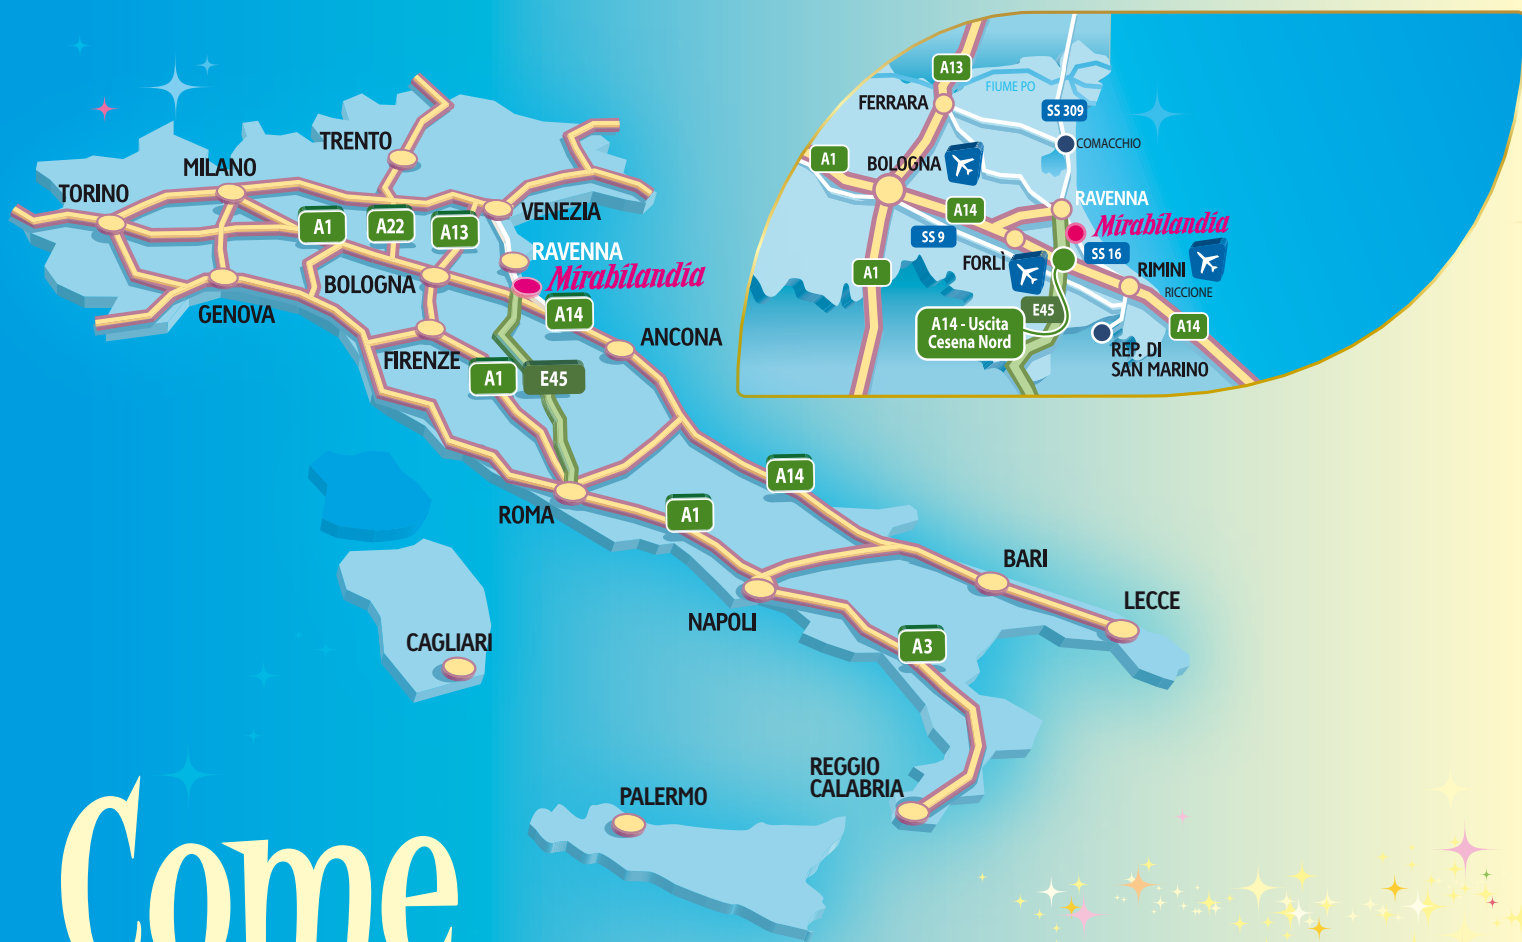 TRENTO
MILANO
TORINO
A1
A22
A13
VENEZIA
RAVENNA
Mirabilandia
BOLOGNA
GENOVA
A14
ANCONA
FIRENZE
A1
E45
A14
ROMA
A1
BARI
LECCE
NAPOLI
CAGLIARI
A3
REGGIO
CALABRIA
PALERMO
Come
A13
FIUME PO
FERRARA
SS 309
COMACCHIO
A1
BOLOGNA
RAVENNA
A14
Mirabilandia
SS 9
SS 16
FORLÌ
RIMINI
A1
RICCIONE
E45
A14 - Uscita
Cesena Nord
A14
REP. DI
SAN MARINO